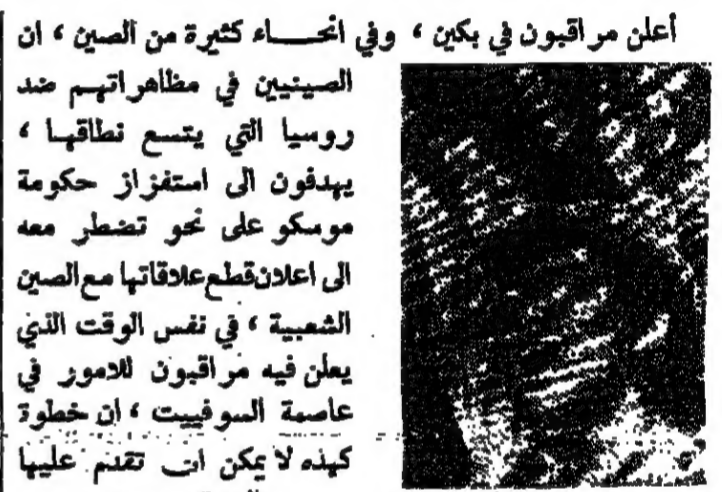 أعلن مراقبون في بكين ، وفي انحاء كثيرة من الصين ، ان
الصينيين في مظاهراتهم ضد
روسيا التي يتسع نطاقها ،
يهدفون الى استفزاز حكومة
موسكو على نحو تضطر معه
الى اعلان قطع علاقاتها مع الصين
الشعبية ، في نفس الوقت الذي
يعلن فيه مراقبون للامور في
عاصمة السوفييت ، ان خطوة
كهذه لا يمكن ان تقدم عليها